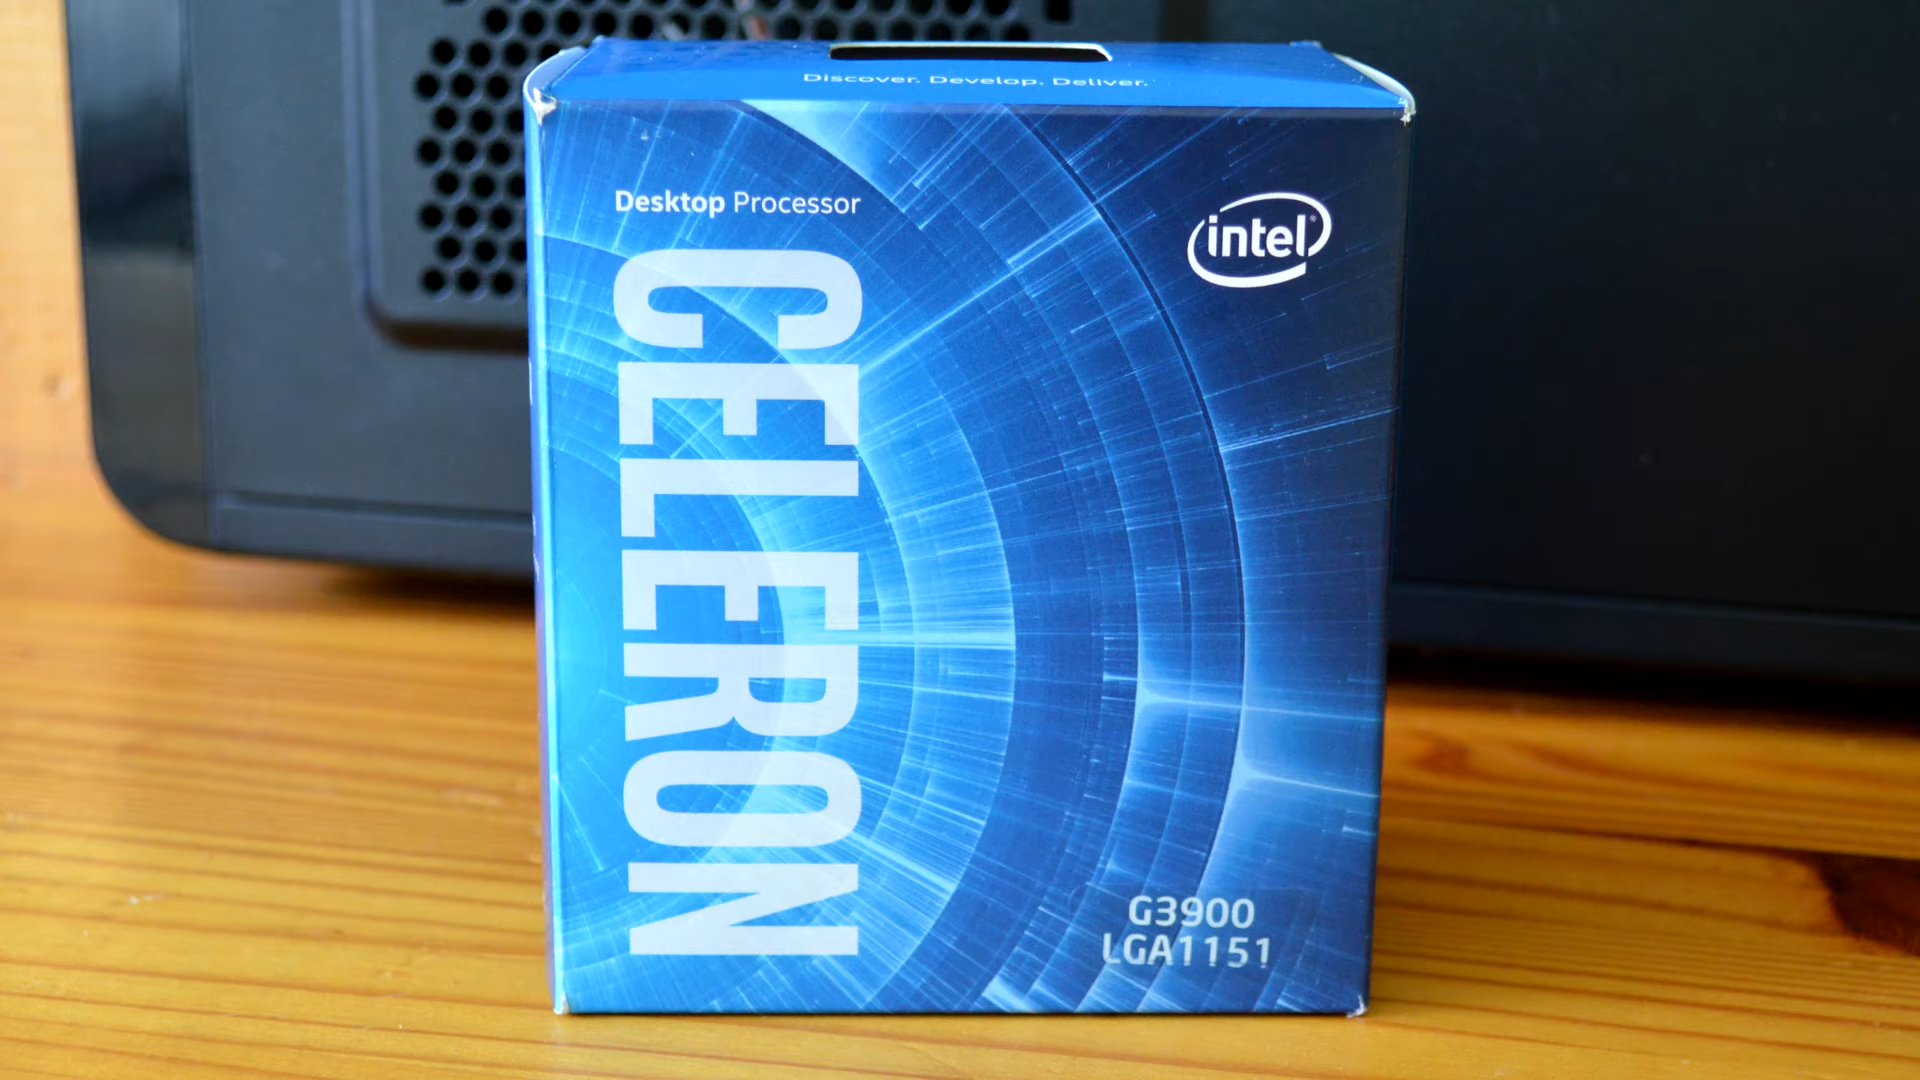 Discover. Develop. Deliver.
Desktop Processor
intel®
CELERON
G3900
LGA1151